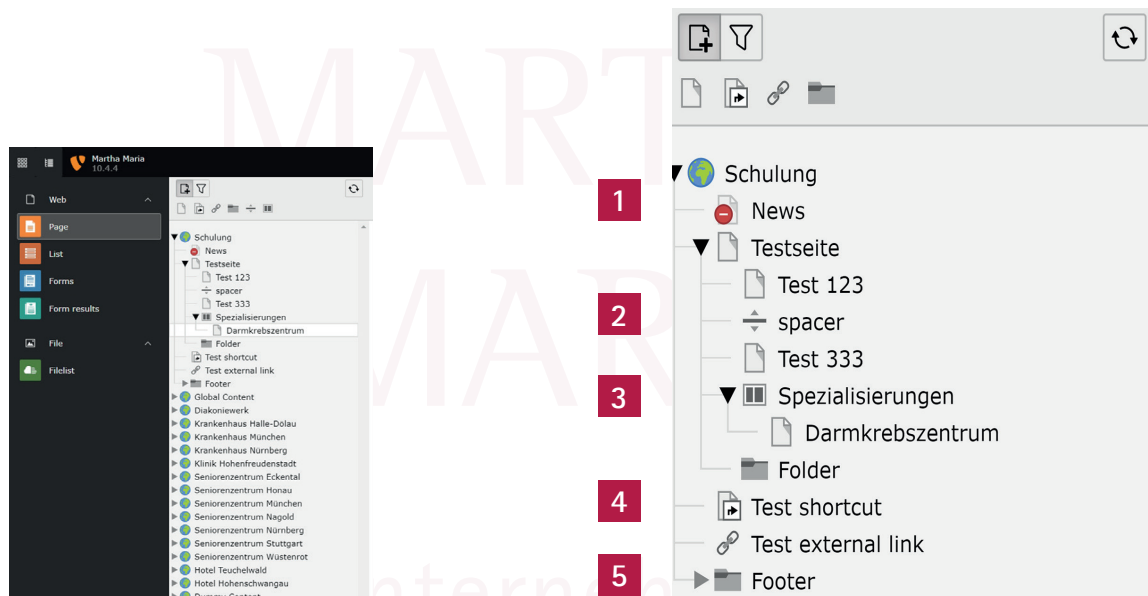 MART
MAR
nternen
Martha Maria
10.4.4
Web
Page
List
Forms
Form results
File
Filelist
Schulung
News
Testseite
Test 123
spacer
Test 333
Spezialisierungen
Darmkrebszentrum
Folder
Test shortcut
Test external link
Footer
Global Content
Diakoniewerk
Krankenhaus Halle-Dölau
Krankenhaus München
Krankenhaus Nürnberg
Klinik Hohenfreudenstadt
Seniorenzentrum Eckental
Seniorenzentrum Honau
Seniorenzentrum München
Seniorenzentrum Nagold
Seniorenzentrum Nürnberg
Seniorenzentrum Stuttgart
Seniorenzentrum Wüstenrot
Hotel Teuchelwald
Hotel Hohenschwangau
Dummy Content
Schulung
1 News
Testseite
Test 123
2 spacer
Test 333
3 Spezialisierungen
Darmkrebszentrum
Folder
4 Test shortcut
Test external link
5 Footer